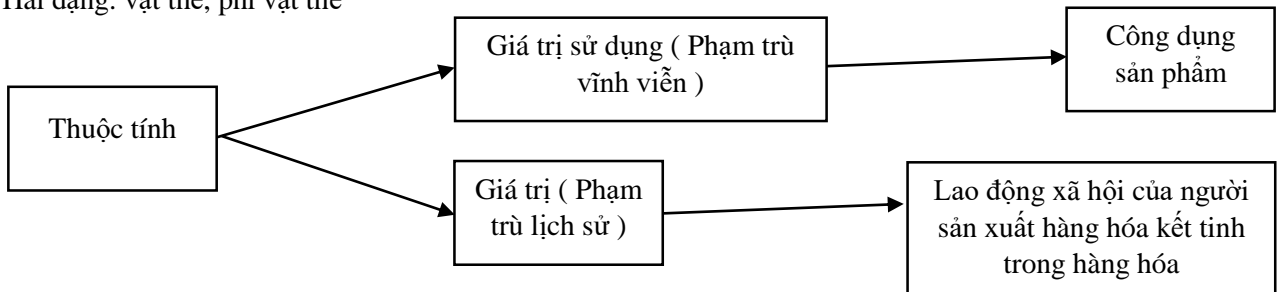 Hai dạng: vật thể, phi vật thể
Giá trị sử dụng ( Phạm trù
vĩnh viễn )
Công dụng
sản phẩm
Thuộc tính
Giá trị ( Phạm
trù lịch sử )
Lao động xã hội của người
sản xuất hàng hóa kết tinh
trong hàng hóa